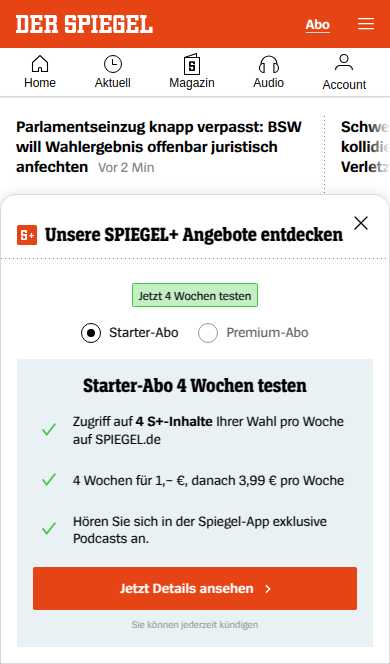 DER SPIEGEL
Abo
Home
Aktuell
Magazin
Audio
Account
Parlamentseinzug knapp verpasst: BSW
will Wahlergebnis offenbar juristisch
anfechten Vor 2 Min
Schwe
kollidie
Verletz
S+ Unsere SPIEGEL+ Angebote entdecken
Jetzt 4 Wochen testen
Starter-Abo
Premium-Abo
Starter-Abo 4 Wochen testen
Zugriff auf 4 S+-Inhalte Ihrer Wahl pro Woche
auf SPIEGEL.de
4 Wochen für 1,– €, danach 3,99 € pro Woche
Hören Sie sich in der Spiegel-App exklusive
Podcasts an.
Jetzt Details ansehen
Sie können jederzeit kündigen